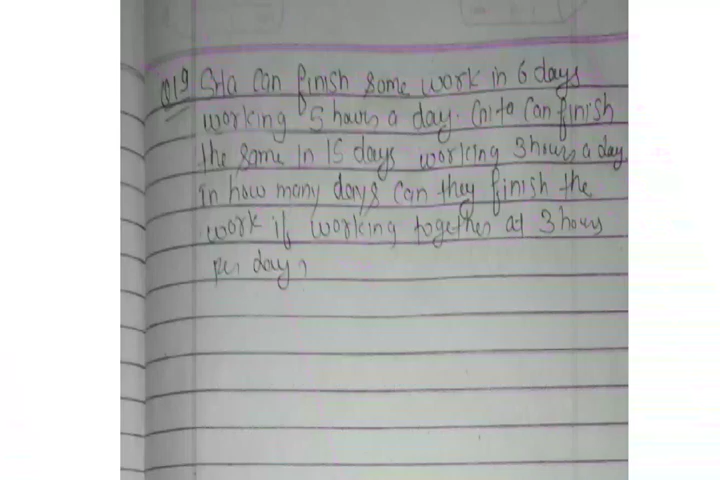 Q19 Sita can finish some work in 6 days
working 5 hours a day. Gita can finish
the same in 15 days working 3 hours a day
in how many days can they finish the
work if working together at 3 hours
per day,